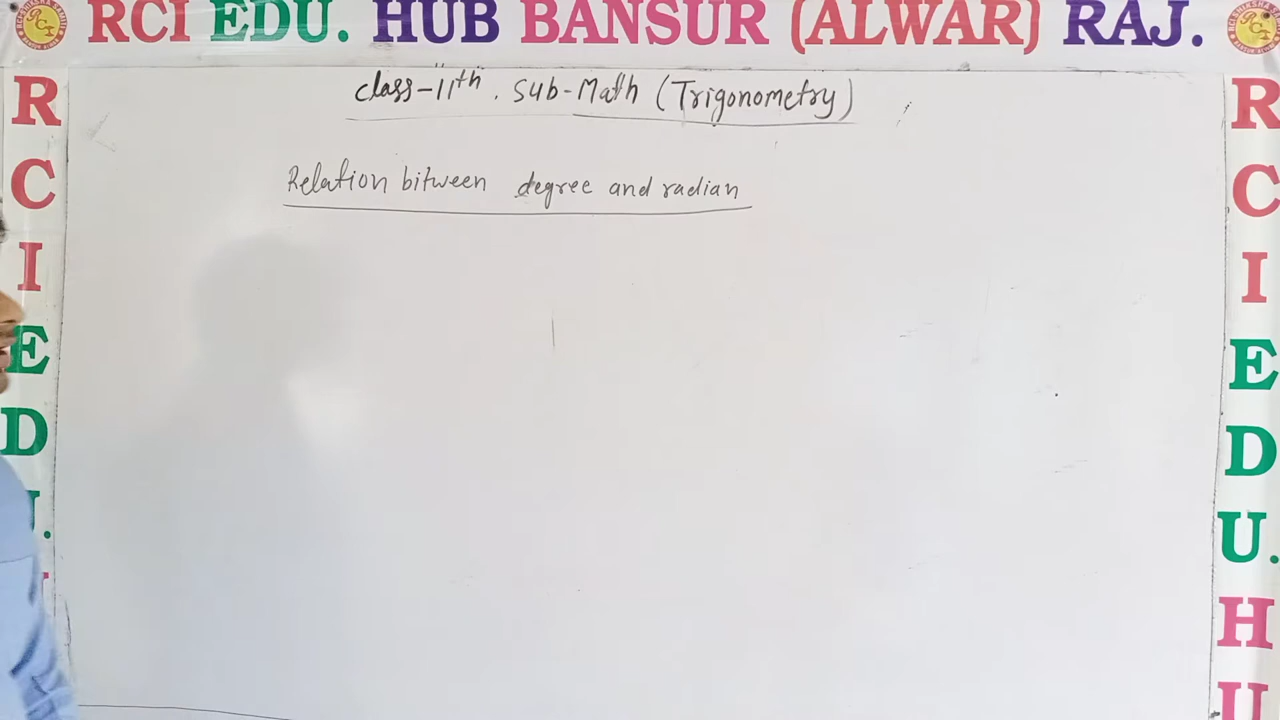 RCI EDU. HUB BANSUR (ALWAR) RAJ.
class-11th. Sub-Math (Trigonometry)
Relation bitween degree and radian
R
C
I
E
D
U.
R
C
I
E
D
U.
H
U